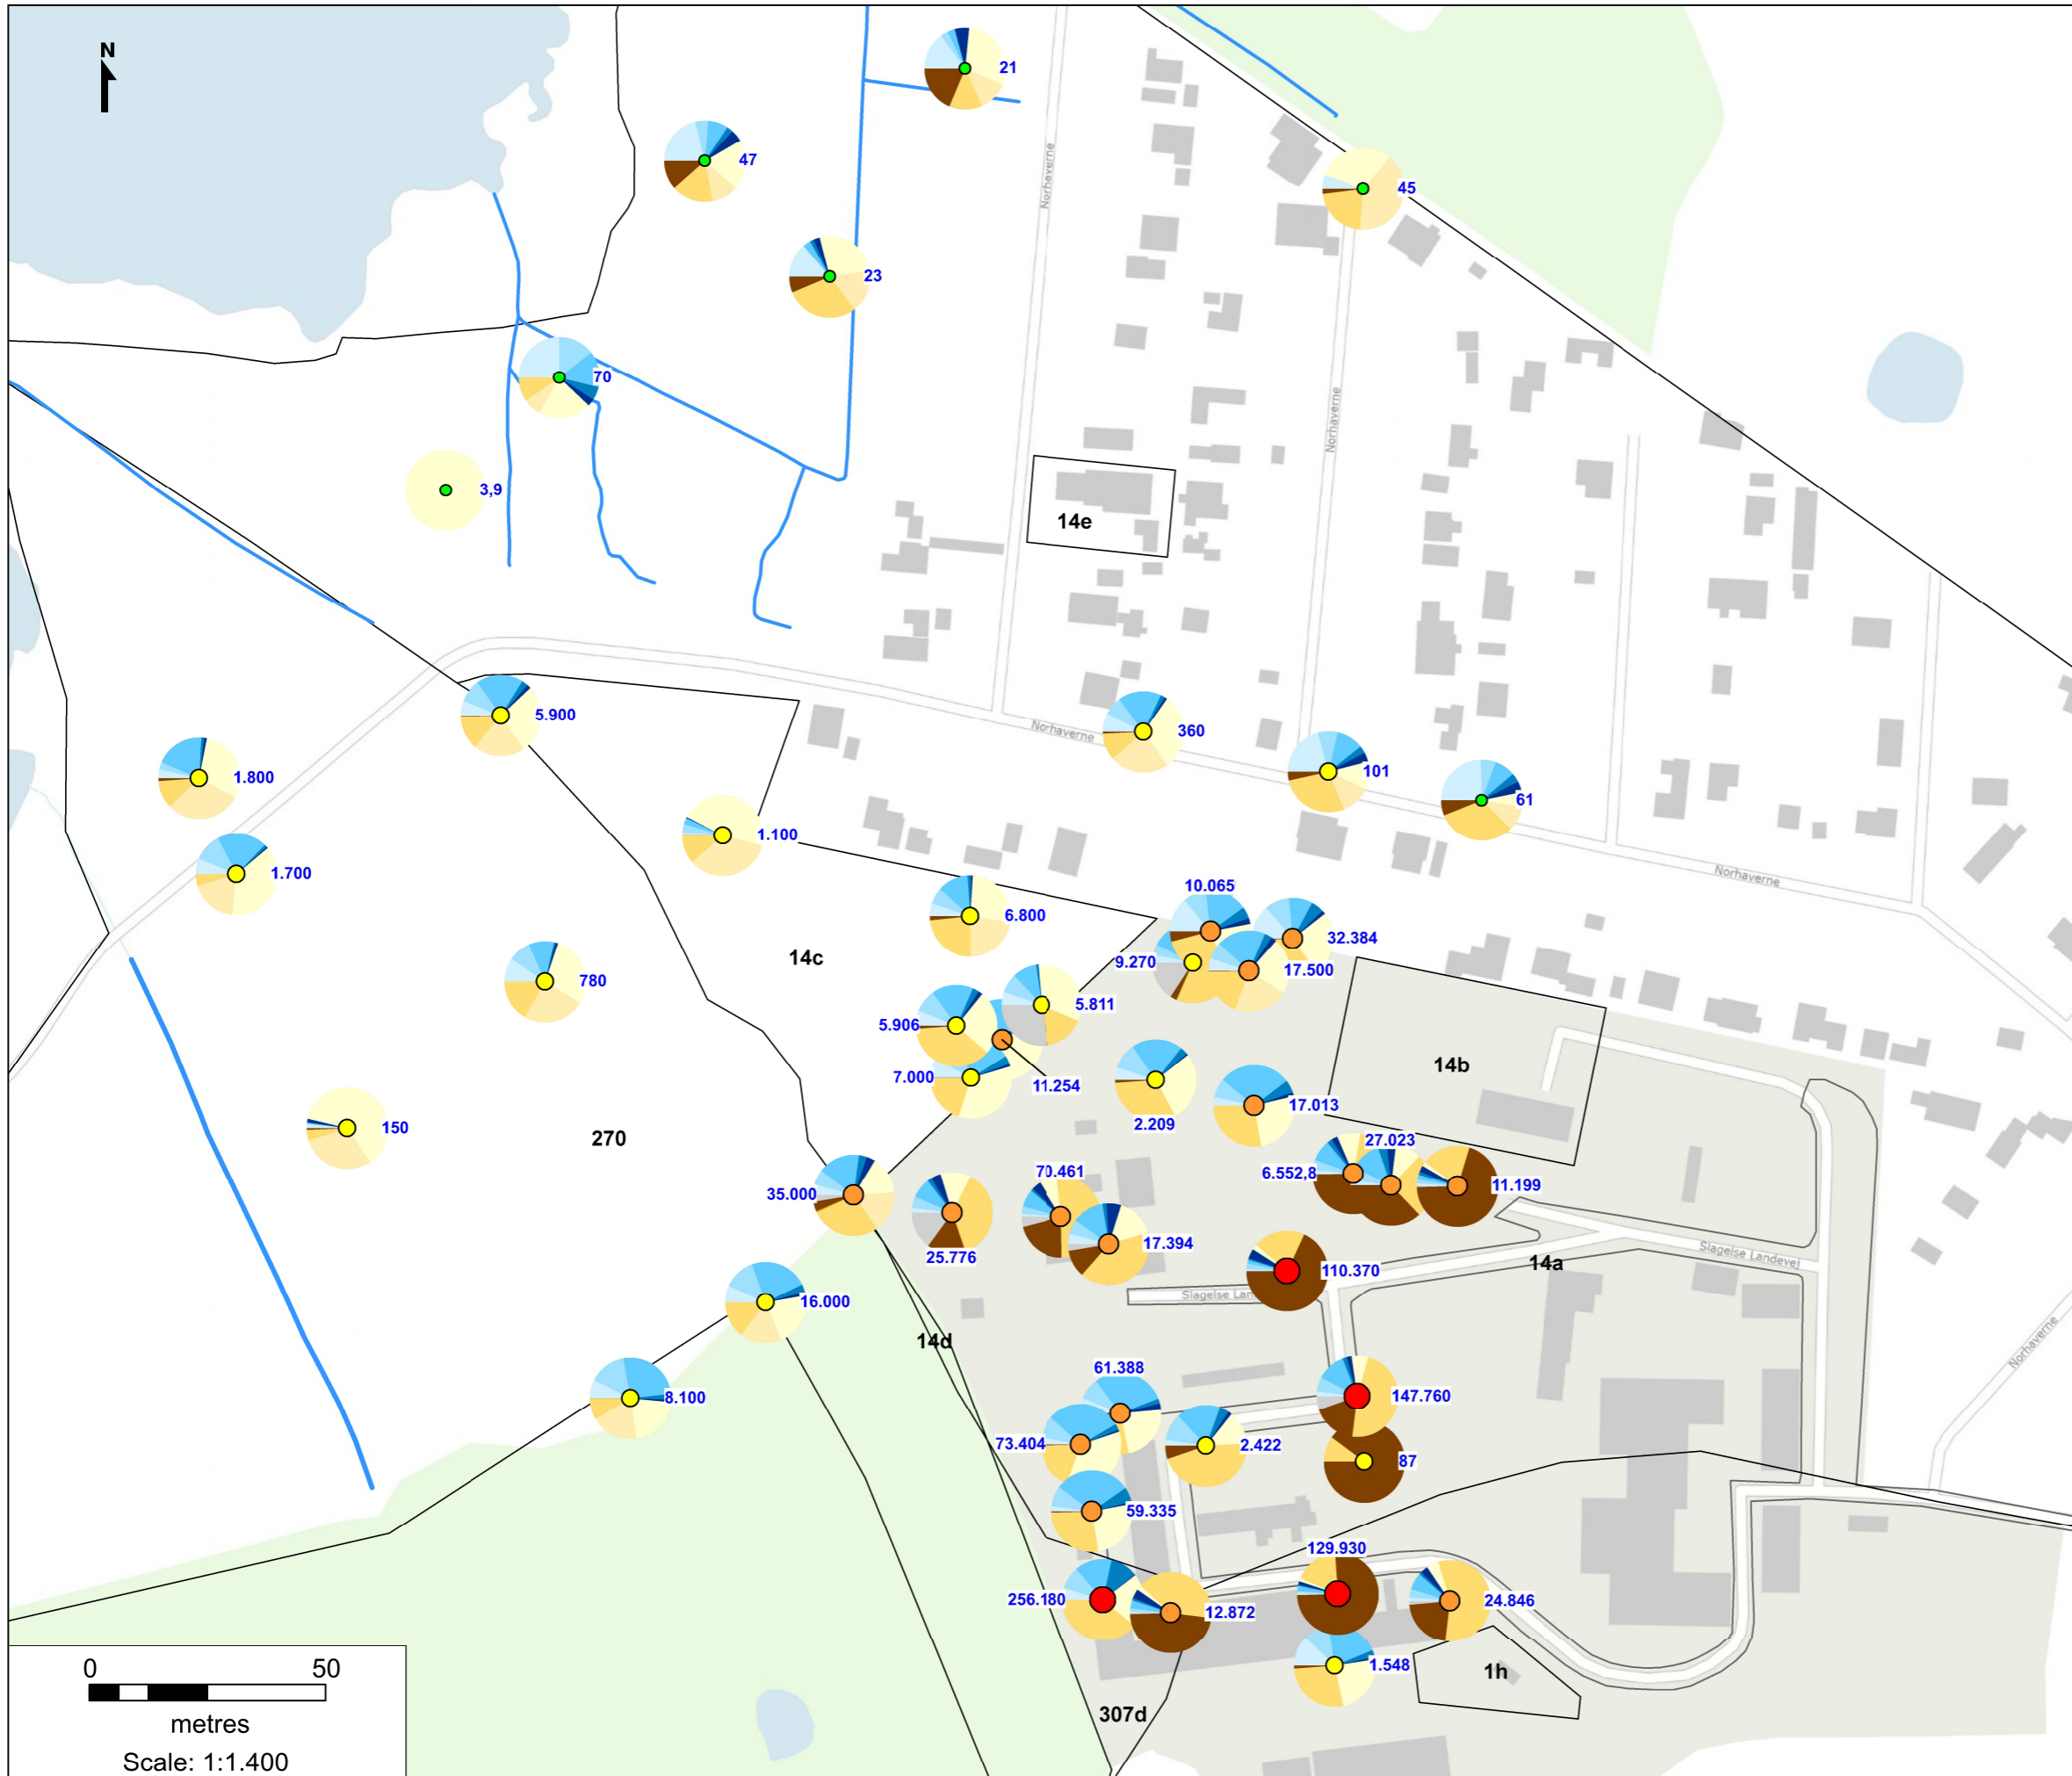 N
21
47
Norhaverne
45
23
70
Norhaverne
3,9
14e
5.900
360
Norhaverne
1.800
101
61
1.100
1.700
Norhaverne
10.065
6.800
32.384
14c
9.270
17.500
780
5.811
5.906
14b
7.000
11.254
17.013
2.209
150
270
27.023
70.461
6.552,8
11.199
35.000
17.394
25.776
Slagelse Landevej
14a
110.370
Slagelse Lan
16.000
Norhaverne
14d
61.388
147.760
8.100
73.404
2.422
87
59.335
129.930
256.180
24.846
12.872
1.548
0 50
1h
307d
metres
Scale: 1:1.400